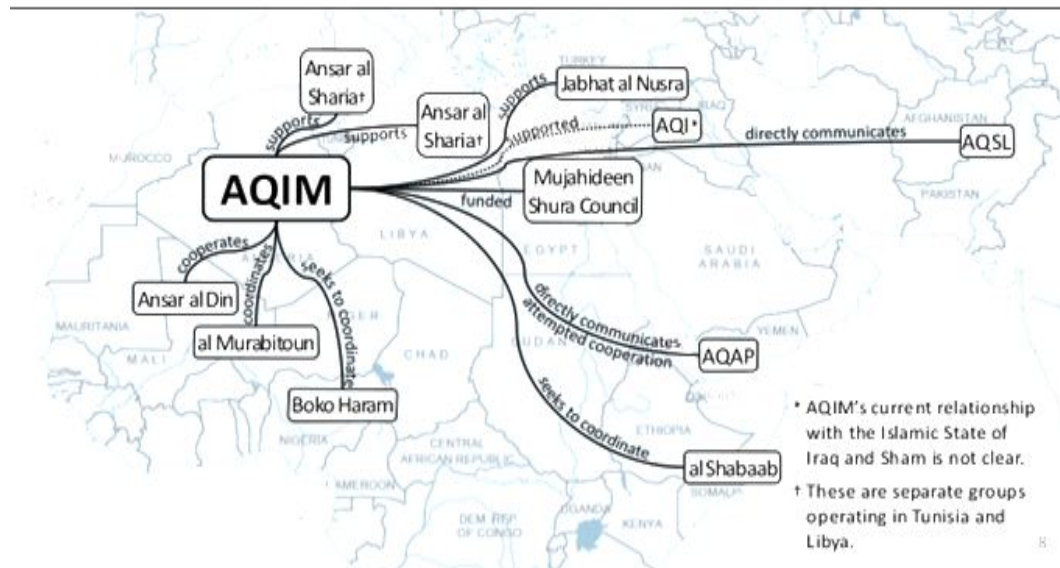 Ansar al
Sharia†
supports
Ansar al
Sharia†
supports
supports
Jabhat al Nusra
supported
AQI*
directly communicates
AQSL
AQIM
funded
Mujahideen
Shura Council
cooperates
Ansar al Din
coordinates
al Murabitoun
seeks to coordinate
Boko Haram
directly communicates
attempted cooperation
AQAP
seeks to coordinate
al Shabaab
* AQIM's current relationship
with the Islamic State of
Iraq and Sham is not clear.
† These are separate groups
operating in Tunisia and
Libya.
8
TURKEY
SYRIA
IRAQ
AFGHANISTAN
PAKISTAN
MOROCCO
LIBYA
EGYPT
SAUDI
ARABIA
MAURITANIA
MALI
NIGER
CHAD
SUDAN
YEMEN
NIGERIA
CENTRAL
AFRICAN REPUBLIC
ETHIOPIA
UGANDA
KENYA
DEM. REP
OF CONGO